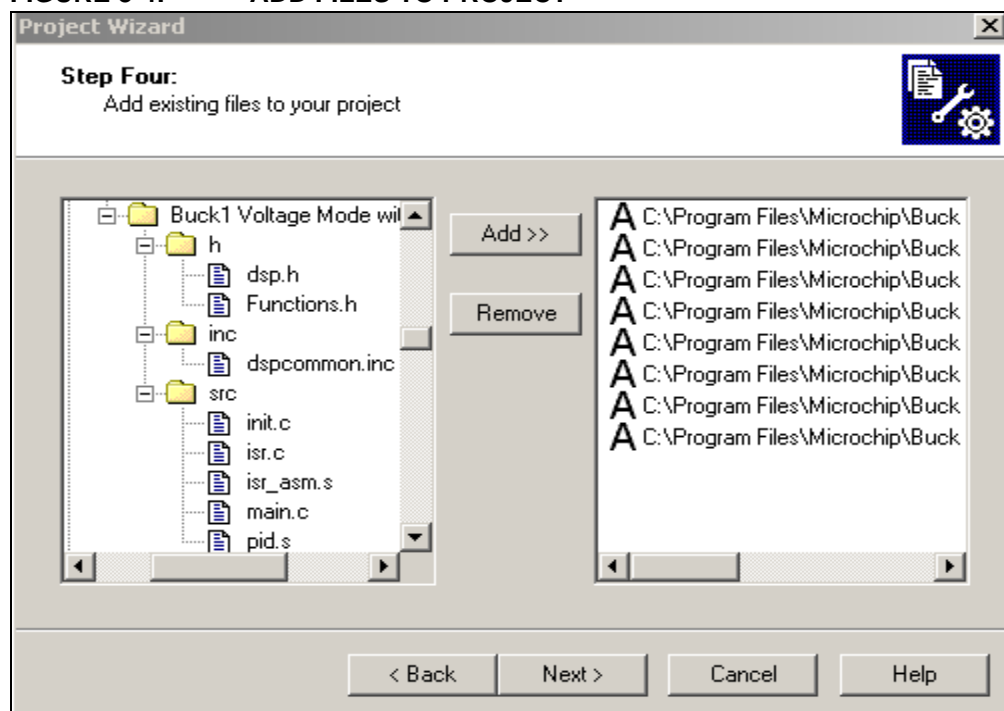 Project Wizard
Step Four:
Add existing files to your project
Buck1 Voltage Mode wit
h
dsp.h
Functions.h
inc
dspcommon.inc
src
init.c
isr.c
isr_asm.s
main.c
pid.s
Add >>
Remove
A C:\Program Files\Microchip\Buck
A C:\Program Files\Microchip\Buck
A C:\Program Files\Microchip\Buck
A C:\Program Files\Microchip\Buck
A C:\Program Files\Microchip\Buck
A C:\Program Files\Microchip\Buck
A C:\Program Files\Microchip\Buck
A C:\Program Files\Microchip\Buck
< Back
Next >
Cancel
Help